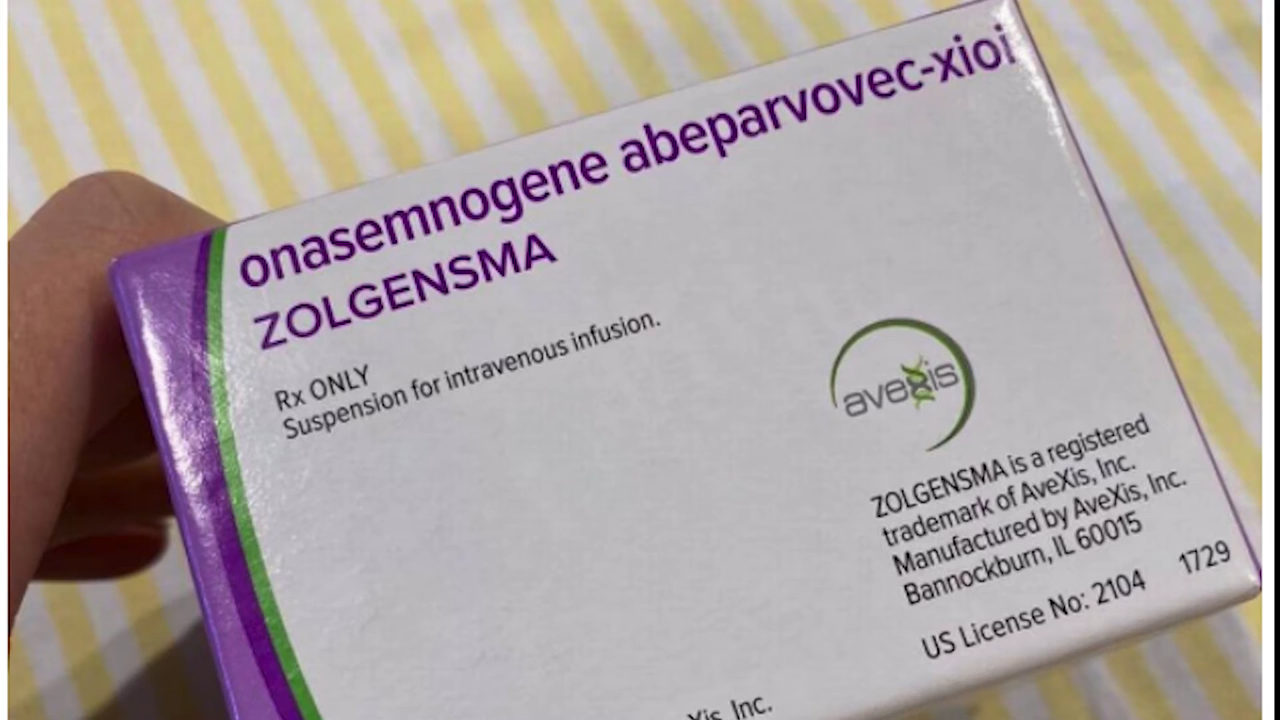 onasemnogene abeparvovec-xioi
ZOLGENSMA
Rx ONLY
Suspension for intravenous infusion.
avexis
ZOLGENSMA is a registered
trademark of AveXis, Inc.
Manufactured by AveXis, Inc.
Bannockburn, IL 60015
US License No: 2104
1729
Inc.